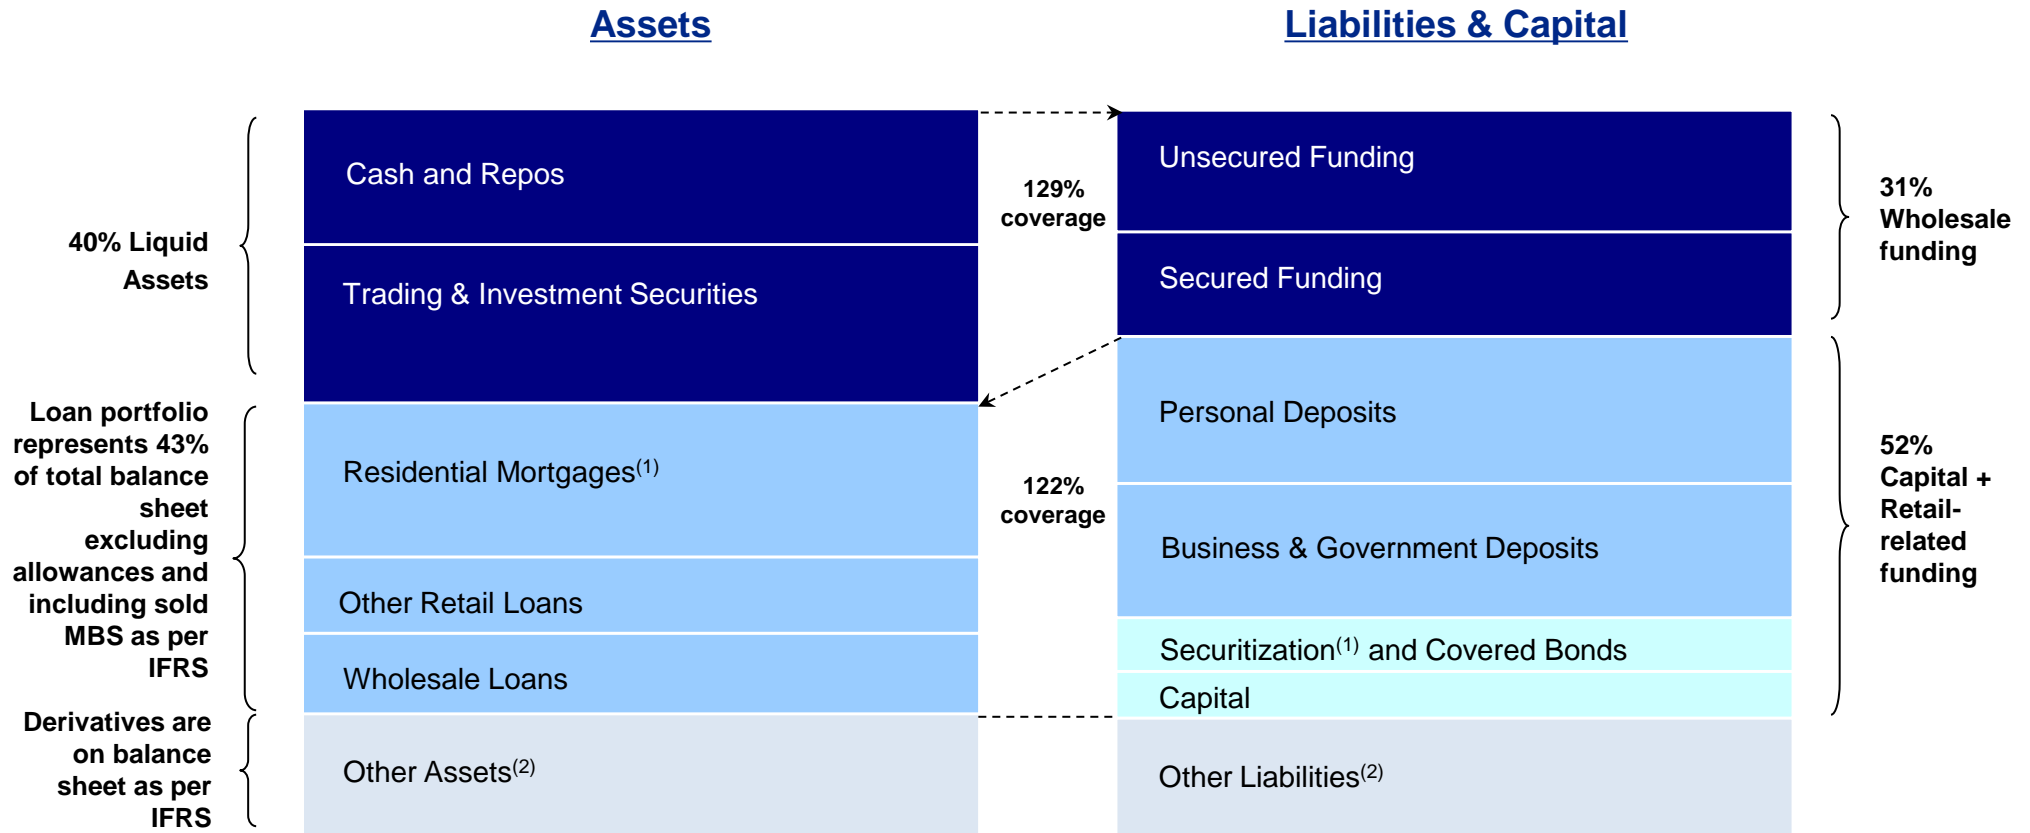 Assets
Liabilities & Capital
40% Liquid
Assets
Cash and Repos
Trading & Investment Securities
129%
coverage
Unsecured Funding
Secured Funding
31%
Wholesale
funding
Loan portfolio
represents 43%
of total balance
sheet
excluding
allowances and
including sold
MBS as per
IFRS
Residential Mortgages(1)
Other Retail Loans
Wholesale Loans
122%
coverage
Personal Deposits
Business & Government Deposits
Securitization(1) and Covered Bonds
Capital
52%
Capital +
Retail-
related
funding
Derivatives are
on balance
sheet as per
IFRS
Other Assets(2)
Other Liabilities(2)